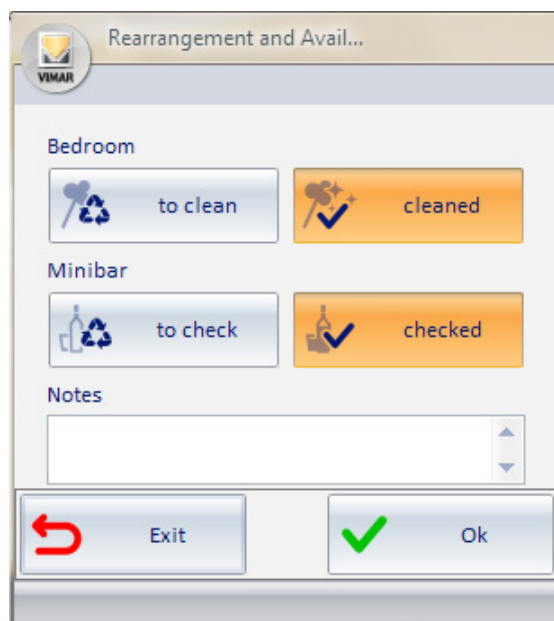 Rearrangement and Avail...
VIMAR
Bedroom
to clean
cleaned
Minibar
to check
checked
Notes
Exit
Ok